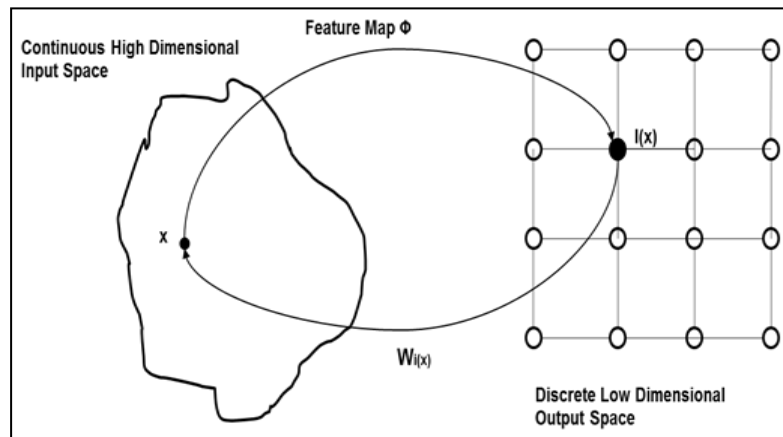 Feature Map Φ
Continuous High Dimensional
Input Space
I(x)
x
Wi(x)
Discrete Low Dimensional
Output Space